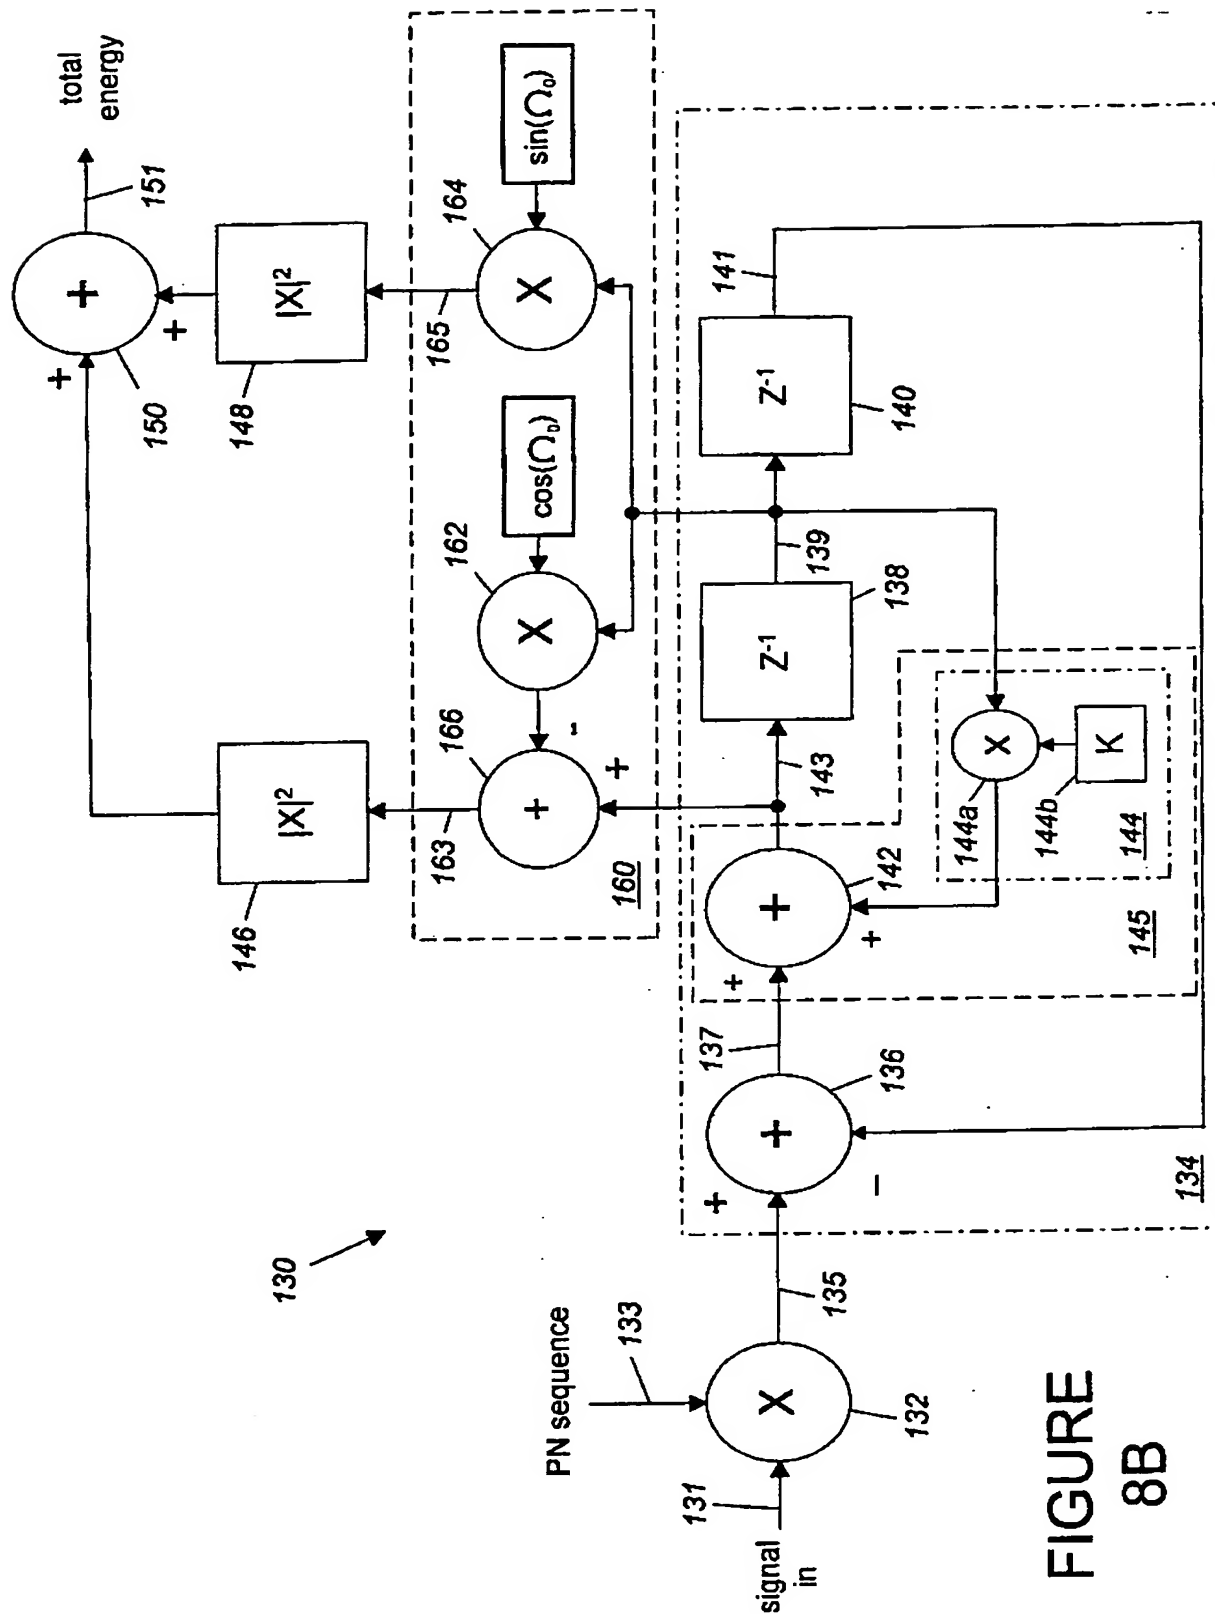 130
signal
in
131
PN sequence
133
132
135
+
−
+
136
137
134
+
+
+
142
143
145
144
144a
144b
X
K
Z-1
138
139
Z-1
140
141
160
163
+
166
+
-
X
162
cos(Ω0)
165
X
164
sin(Ω0)
146
|X|2
148
|X|2
+
+
+
150
151
total
energy
X
FIGURE
8B